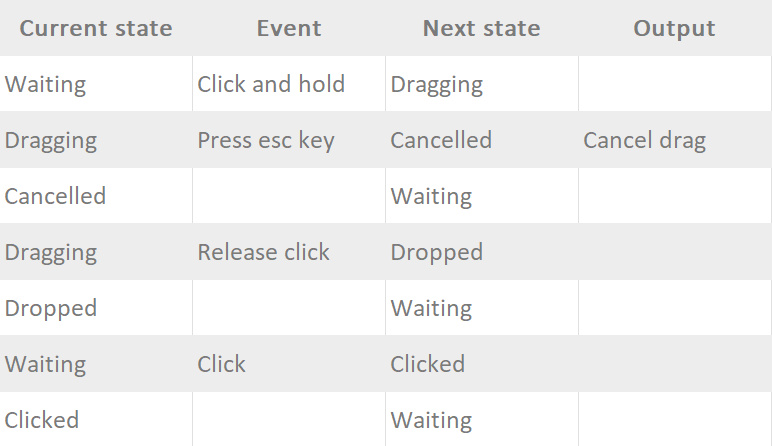 Current state Event Next state Output
Waiting Click and hold Dragging
Dragging Press esc key Cancelled Cancel drag
Cancelled Waiting
Dragging Release click Dropped
Dropped Waiting
Waiting Click Clicked
Clicked Waiting